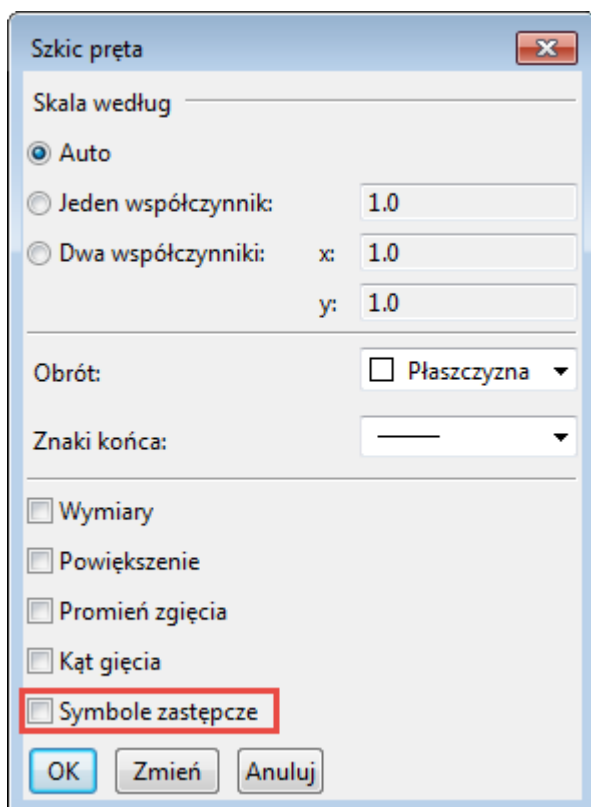 Szkic pręta
Skala według
Auto
Jeden współczynnik: 1.0
Dwa współczynniki: x: 1.0
y: 1.0
Obrót: Płaszczyzna
Znaki końca:
Wymiary
Powiększenie
Promień zgięcia
Kąt gięcia
Symbole zastępcze
OK Zmień Anuluj